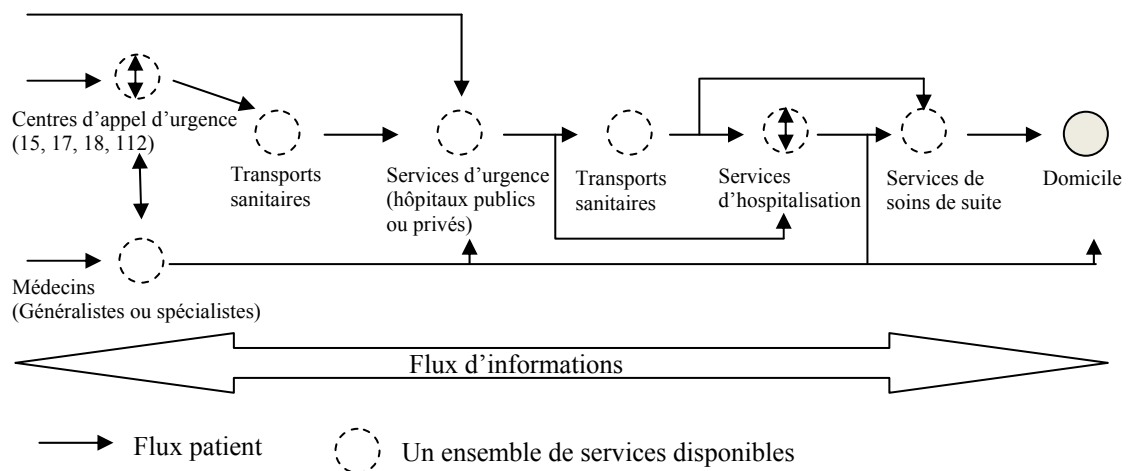 Centres d'appel d'urgence
(15, 17, 18, 112)
Transports
sanitaires
Services d'urgence
(hôpitaux publics
ou privés)
Transports
sanitaires
Services
d'hospitalisation
Services de
soins de suite
Domicile
Médecins
(Généralistes ou spécialistes)
Flux d'informations
Flux patient
Un ensemble de services disponibles